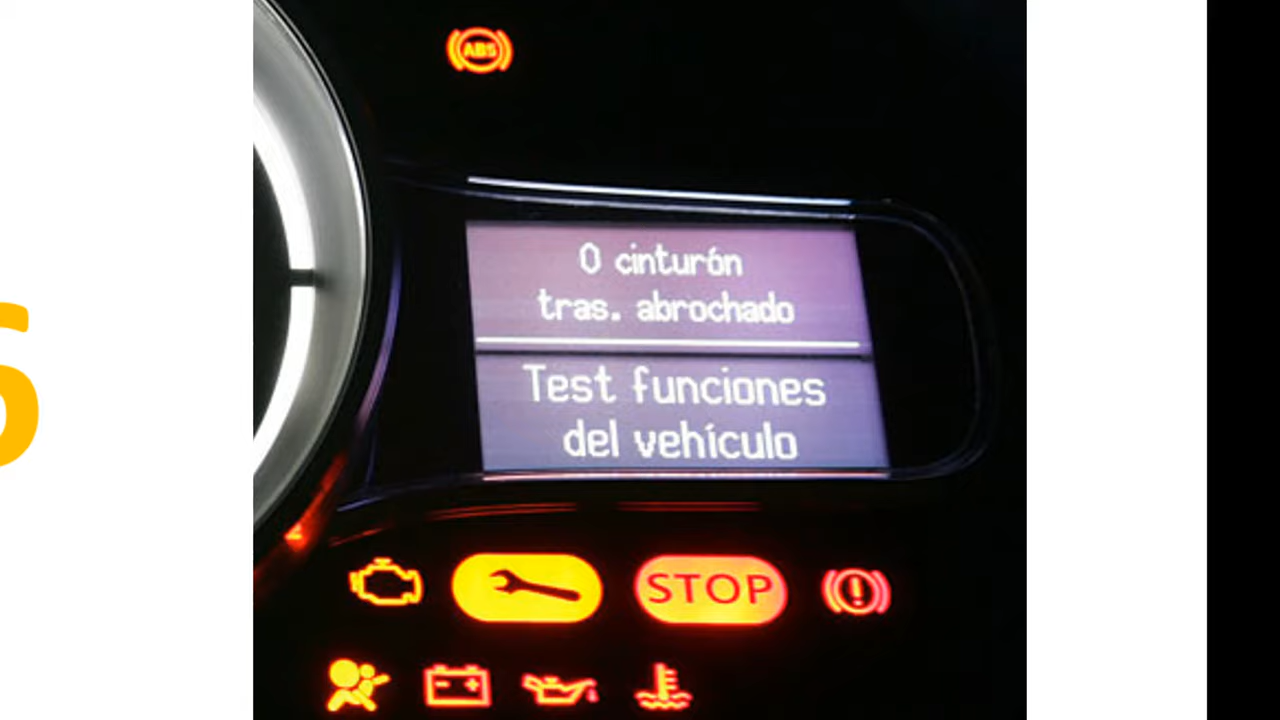 ABS
0 cinturón
tras. abrochado
Test funciones
del vehículo
STOP